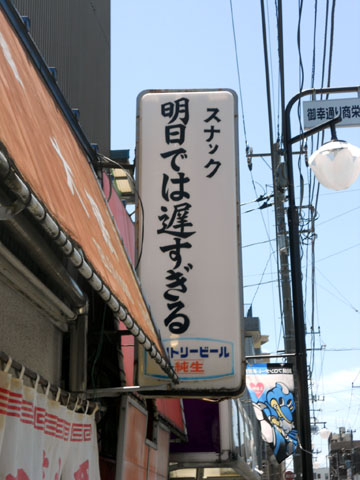 スナック
明日では遅すぎる
トリービール
純生
御幸通り商栄